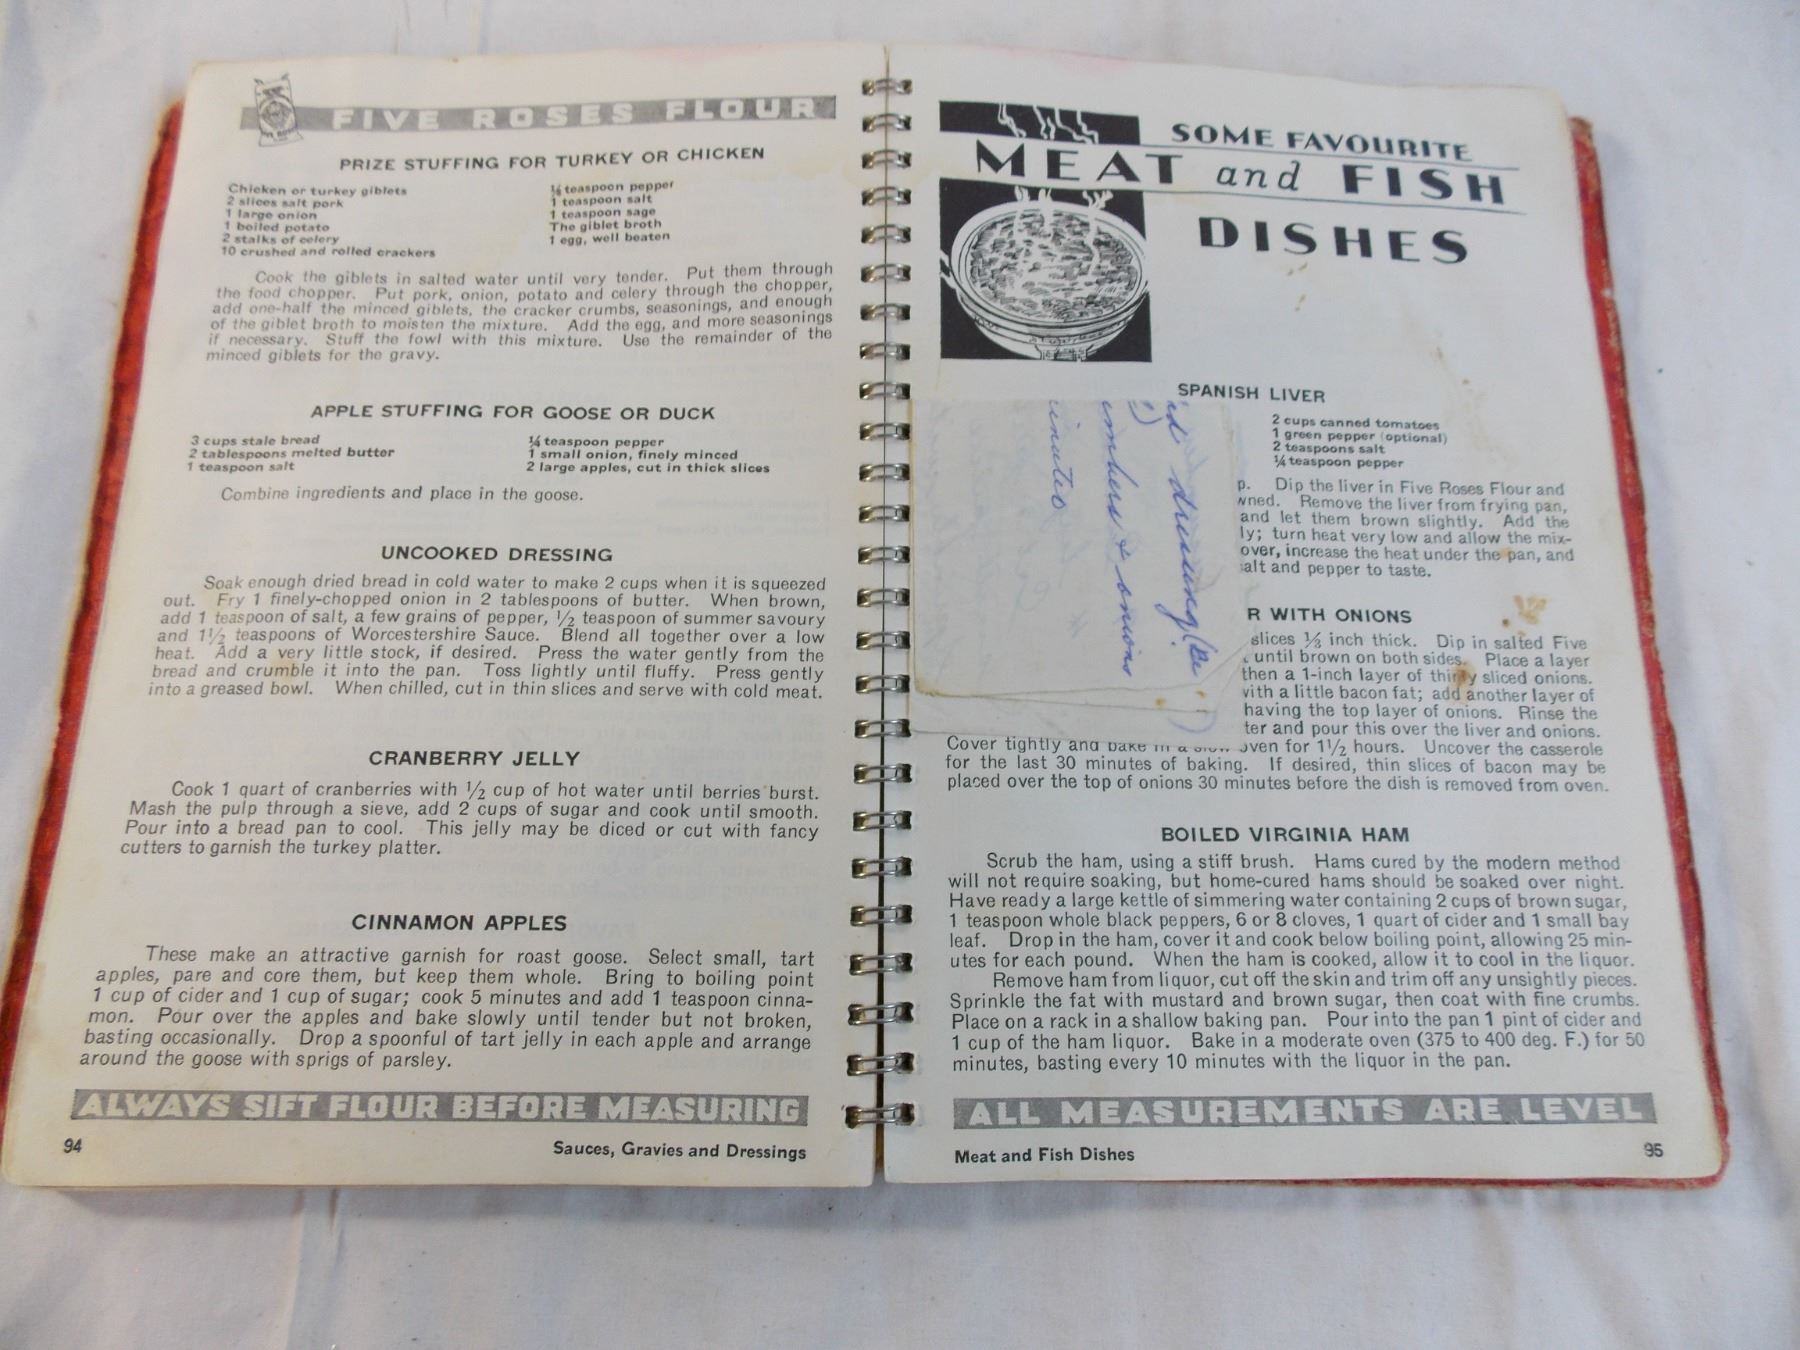 FIVE ROSES FLOUR
PRIZE STUFFING FOR TURKEY OR CHICKEN
Chicken or turkey giblets
2 slices salt pork
1 large onion
1 boiled potato
2 stalks of celery
10 crushed and rolled crackers
teaspoon pepper
1 teaspoon salt
1 teaspoon sage
The giblet broth
1 egg, well beaten
Cook the giblets in salted water until very tender. Put them through
the food chopper. Put pork, onion, potato and celery through the chopper,
add one-half the minced giblets, the cracker crumbs, seasonings, and enough
of the giblet broth to moisten the mixture. Add the egg, and more seasonings
if necessary. Stuff the fowl with this mixture. Use the remainder of the
minced giblets for the gravy.
APPLE STUFFING FOR GOOSE OR DUCK
3 cups stale bread
2 tablespoons melted butter
1 teaspoon salt
¼ teaspoon pepper
1 small onion, finely minced
2 large apples, cut in thick slices
Combine ingredients and place in the goose.
UNCOOKED DRESSING
Soak enough dried bread in cold water to make 2 cups when it is squeezed
out. Fry 1 finely-chopped onion in 2 tablespoons of butter. When brown,
add 1 teaspoon of salt, a few grains of pepper, ½ teaspoon of summer savoury
and 1½ teaspoons of Worcestershire Sauce. Blend all together over a low
heat. Add a very little stock, if desired. Press the water gently from the
bread and crumble it into the pan. Toss lightly until fluffy. Press gently
into a greased bowl. When chilled, cut in thin slices and serve with cold meat.
CRANBERRY JELLY
Cook 1 quart of cranberries with ½ cup of hot water until berries burst.
Mash the pulp through a sieve, add 2 cups of sugar and cook until smooth.
Pour into a bread pan to cool. This jelly may be diced or cut with fancy
cutters to garnish the turkey platter.
CINNAMON APPLES
These make an attractive garnish for roast goose. Select small, tart
apples, pare and core them, but keep them whole. Bring to boiling point
1 cup of cider and 1 cup of sugar; cook 5 minutes and add 1 teaspoon cinna-
mon. Pour over the apples and bake slowly until tender but not broken,
basting occasionally. Drop a spoonful of tart jelly in each apple and arrange
around the goose with sprigs of parsley.
ALWAYS SIFT FLOUR BEFORE MEASURING
94
Sauces, Gravies and Dressings
SOME FAVOURITE
MEAT and FISH
DISHES
SPANISH LIVER
2 cups canned tomatoes
1 green pepper (optional)
2 teaspoons salt
¼ teaspoon pepper
p. Dip the liver in Five Roses Flour and
wned. Remove the liver from frying pan,
and let them brown slightly. Add the
ly; turn heat very low and allow the mix-
over, increase the heat under the pan, and
alt and pepper to taste.
id dressing! (Be
umbers + onions
inutes
R WITH ONIONS
slices ⅓ inch thick. Dip in salted Five
until brown on both sides. Place a layer
then a 1-inch layer of thinly sliced onions.
with a little bacon fat; add another layer of
having the top layer of onions. Rinse the
ter and pour this over the liver and onions.
Cover tightly and bake in a slow oven for 1½ hours. Uncover the casserole
for the last 30 minutes of baking. If desired, thin slices of bacon may be
placed over the top of onions 30 minutes before the dish is removed from oven.
BOILED VIRGINIA HAM
Scrub the ham, using a stiff brush. Hams cured by the modern method
will not require soaking, but home-cured hams should be soaked over night.
Have ready a large kettle of simmering water containing 2 cups of brown sugar,
1 teaspoon whole black peppers, 6 or 8 cloves, 1 quart of cider and 1 small bay
leaf. Drop in the ham, cover it and cook below boiling point, allowing 25 min-
utes for each pound. When the ham is cooked, allow it to cool in the liquor.
Remove ham from liquor, cut off the skin and trim off any unsightly pieces.
Sprinkle the fat with mustard and brown sugar, then coat with fine crumbs.
Place on a rack in a shallow baking pan. Pour into the pan 1 pint of cider and
1 cup of the ham liquor. Bake in a moderate oven (375 to 400 deg. F.) for 50
minutes, basting every 10 minutes with the liquor in the pan.
ALL MEASUREMENTS ARE LEVEL
Meat and Fish Dishes
95